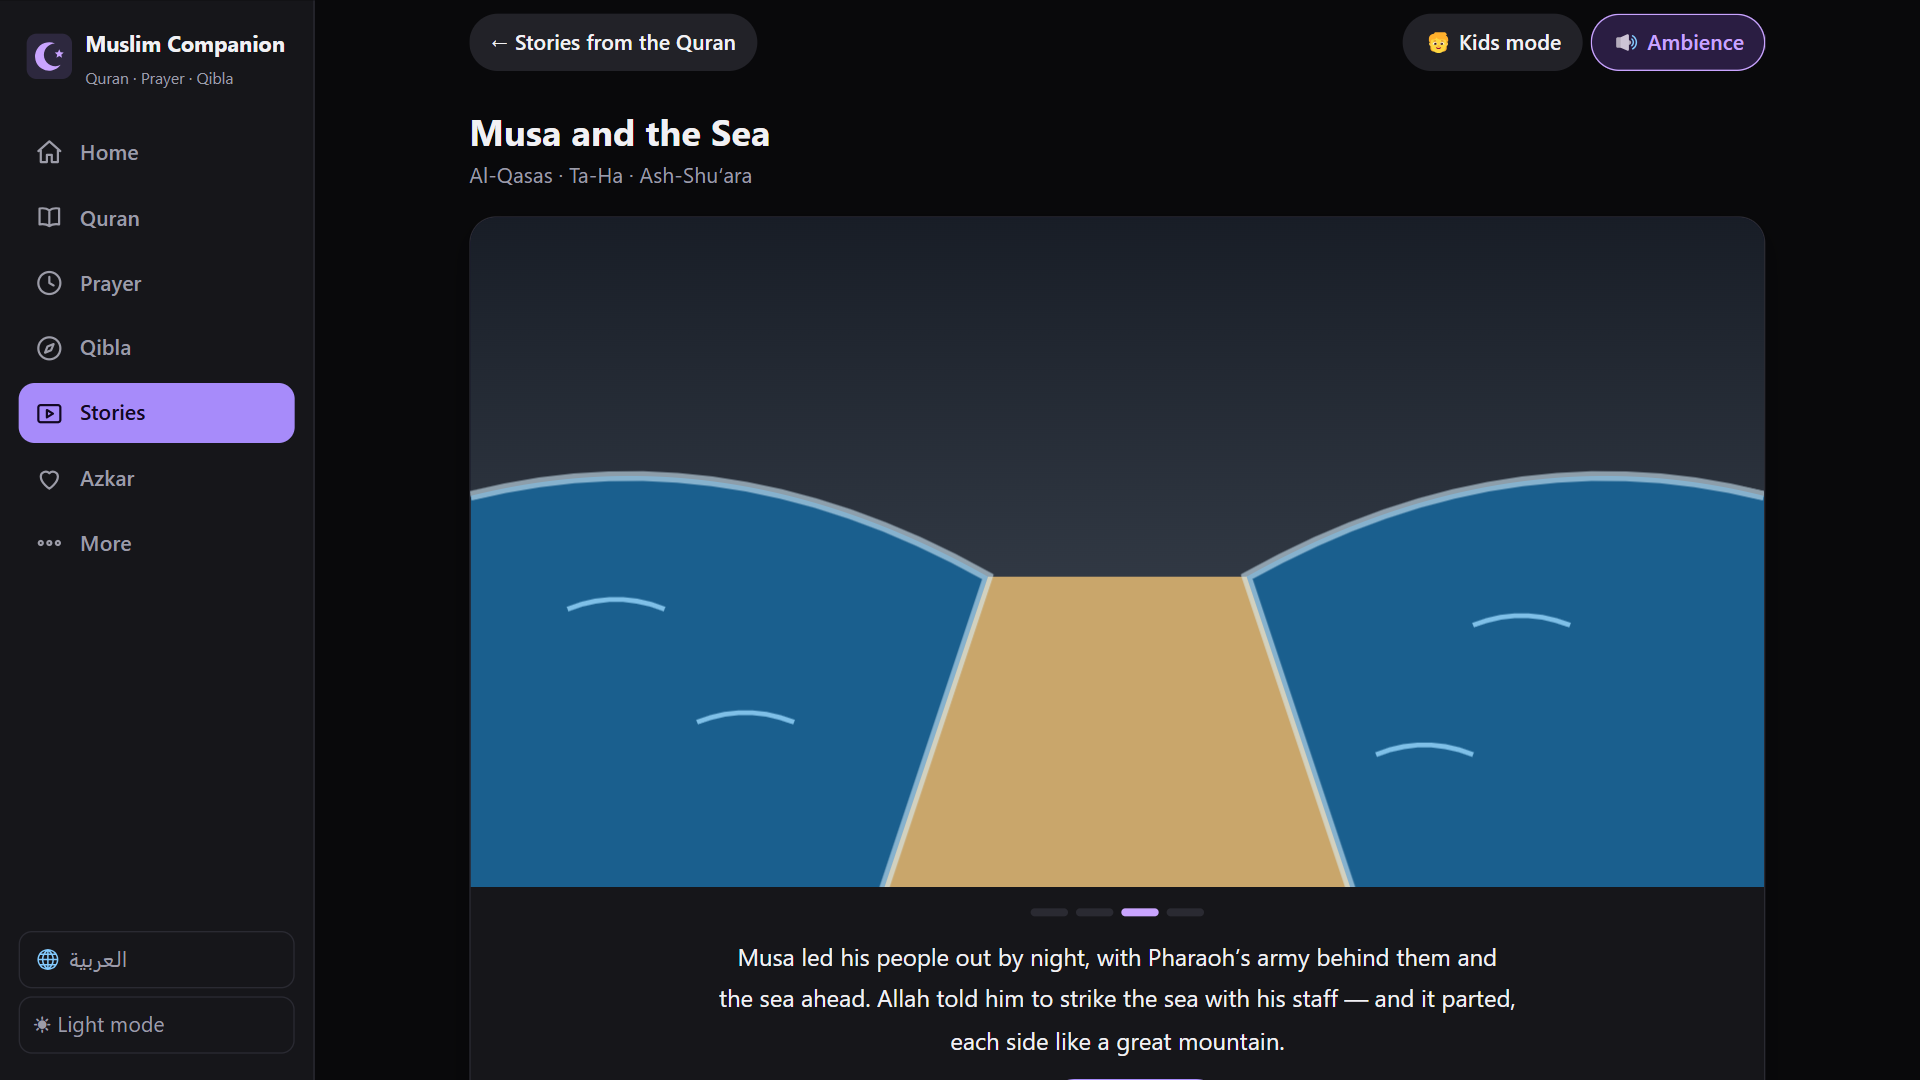 Muslim Companion
Quran · Prayer · Qibla
Home
Quran
Prayer
Qibla
Stories
Azkar
More
العربية
Light mode
← Stories from the Quran
Kids mode
Ambience
Musa and the Sea
Al-Qasas · Ta-Ha · Ash-Shu‘ara
Musa led his people out by night, with Pharaoh’s army behind them and
the sea ahead. Allah told him to strike the sea with his staff — and it parted,
each side like a great mountain.